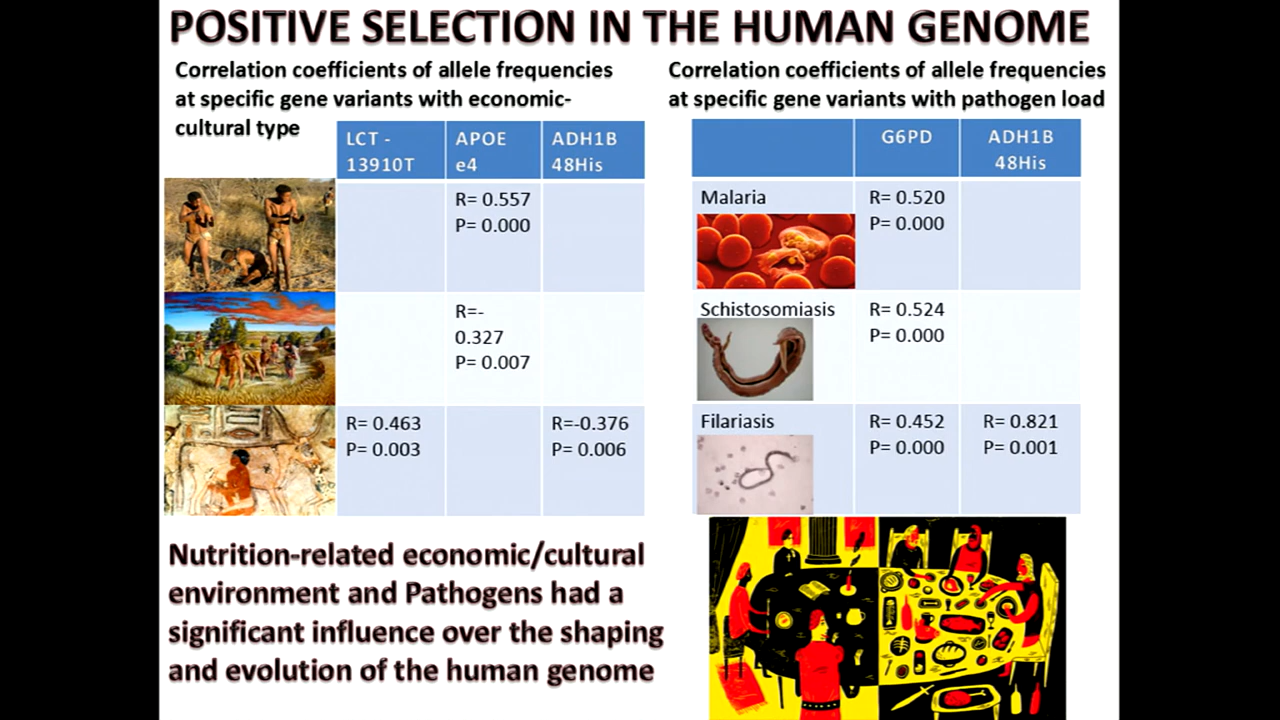 POSITIVE SELECTION IN THE HUMAN GENOME
Correlation coefficients of allele frequencies
at specific gene variants with economic-
cultural type
LCT -
13910T
APOE
e4
ADH1B
48His
R= 0.557
P= 0.000
R=-
0.327
P= 0.007
R= 0.463
P= 0.003
R=-0.376
P= 0.006
Correlation coefficients of allele frequencies
at specific gene variants with pathogen load
G6PD
ADH1B
48His
Malaria
R= 0.520
P= 0.000
Schistosomiasis
R= 0.524
P= 0.000
Filariasis
R= 0.452
P= 0.000
R= 0.821
P= 0.001
Nutrition-related economic/cultural
environment and Pathogens had a
significant influence over the shaping
and evolution of the human genome